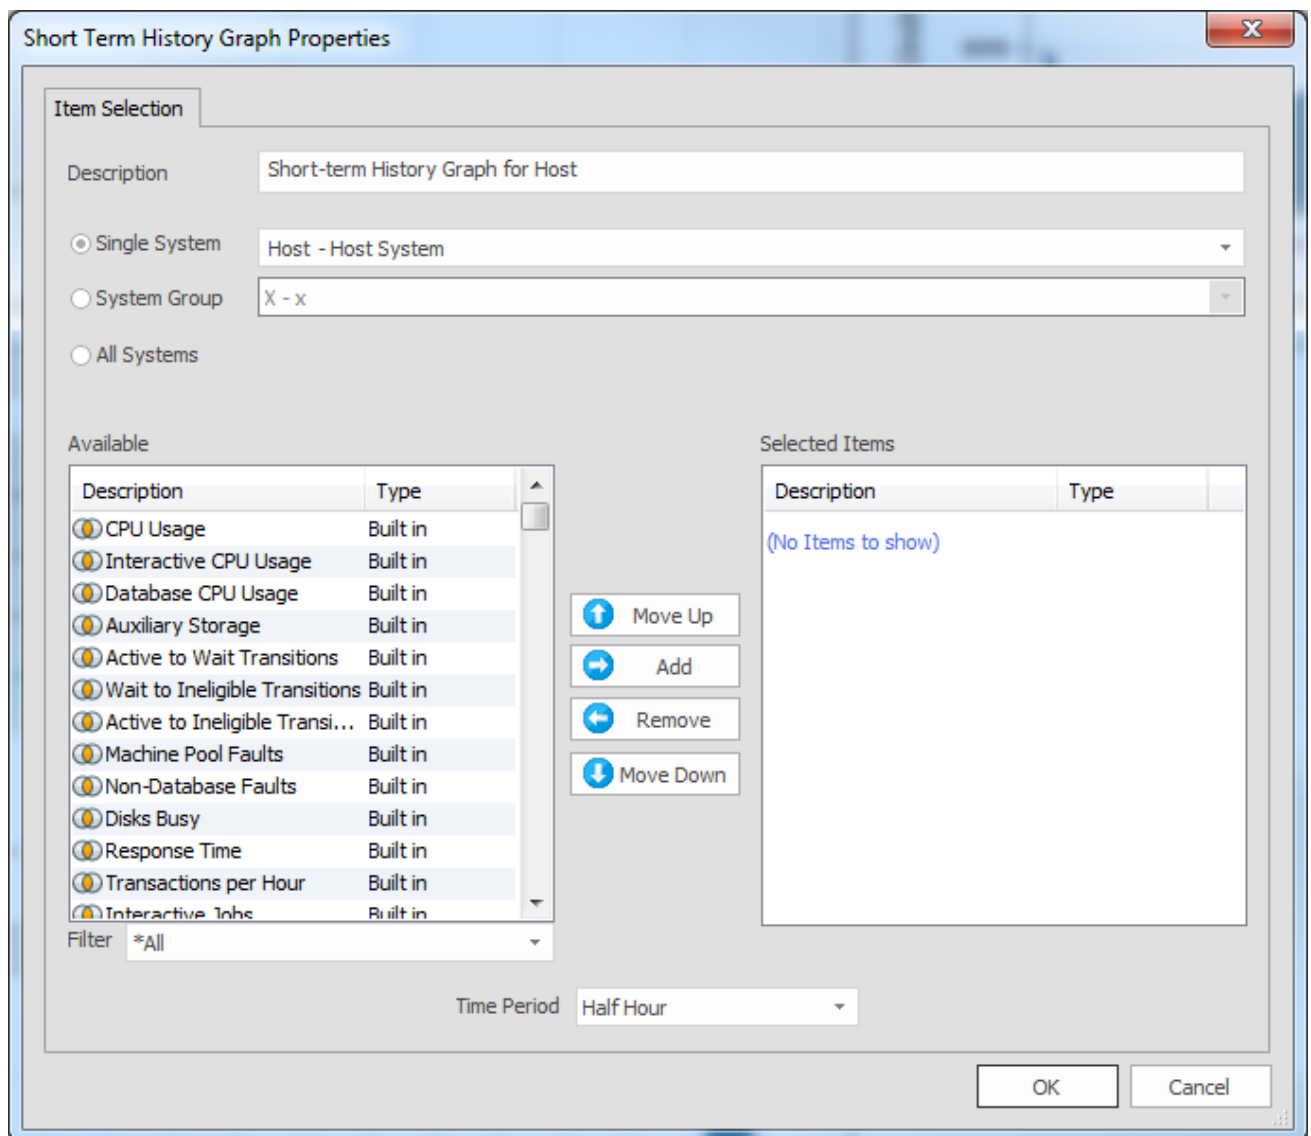 Short Term History Graph Properties
Item Selection
Description Short-term History Graph for Host
Single System Host - Host System
System Group X - x
All Systems
Available Selected Items
Description Type Description Type
CPU Usage Built in
(No Items to show)
Interactive CPU Usage Built in
Database CPU Usage Built in
Auxiliary Storage Built in
Active to Wait Transitions Built in
Wait to Ineligible Transitions Built in
Active to Ineligible Transi... Built in
Machine Pool Faults Built in
Non-Database Faults Built in
Disks Busy Built in
Response Time Built in
Transactions per Hour Built in
Interactive Jobs Built in
Move Up
Add
Remove
Move Down
Filter *All
Time Period Half Hour
OK Cancel